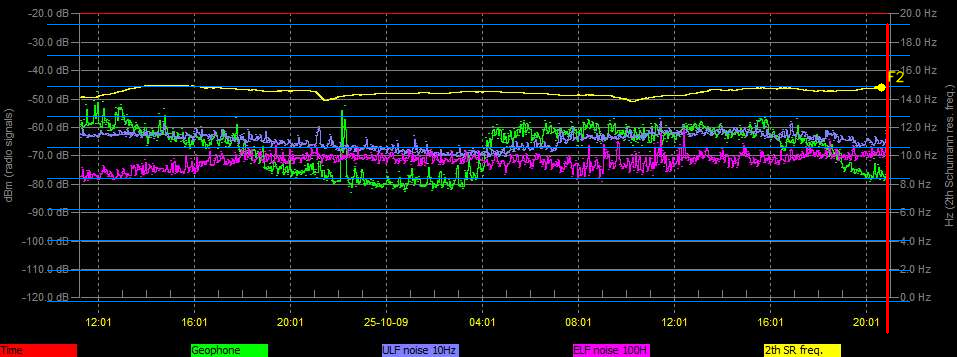 -20.0 dB 20.0 Hz
-30.0 dB 18.0 Hz
-40.0 dB 16.0 Hz
F2
-50.0 dB 14.0 Hz
-60.0 dB 12.0 Hz
-70.0 dB 10.0 Hz
-80.0 dB 8.0 Hz
-90.0 dB 6.0 Hz
-100.0 dB 4.0 Hz
-110.0 dB 2.0 Hz
-120.0 dB 0.0 Hz
dBm (radio signals)
Hz (2th Schumann res. freq.)
12:01 16:01 20:01 25-10-09 04:01 08:01 12:01 16:01 20:01
Time Geophone ULF noise 10Hz ELF noise 100H 2th SR freq.